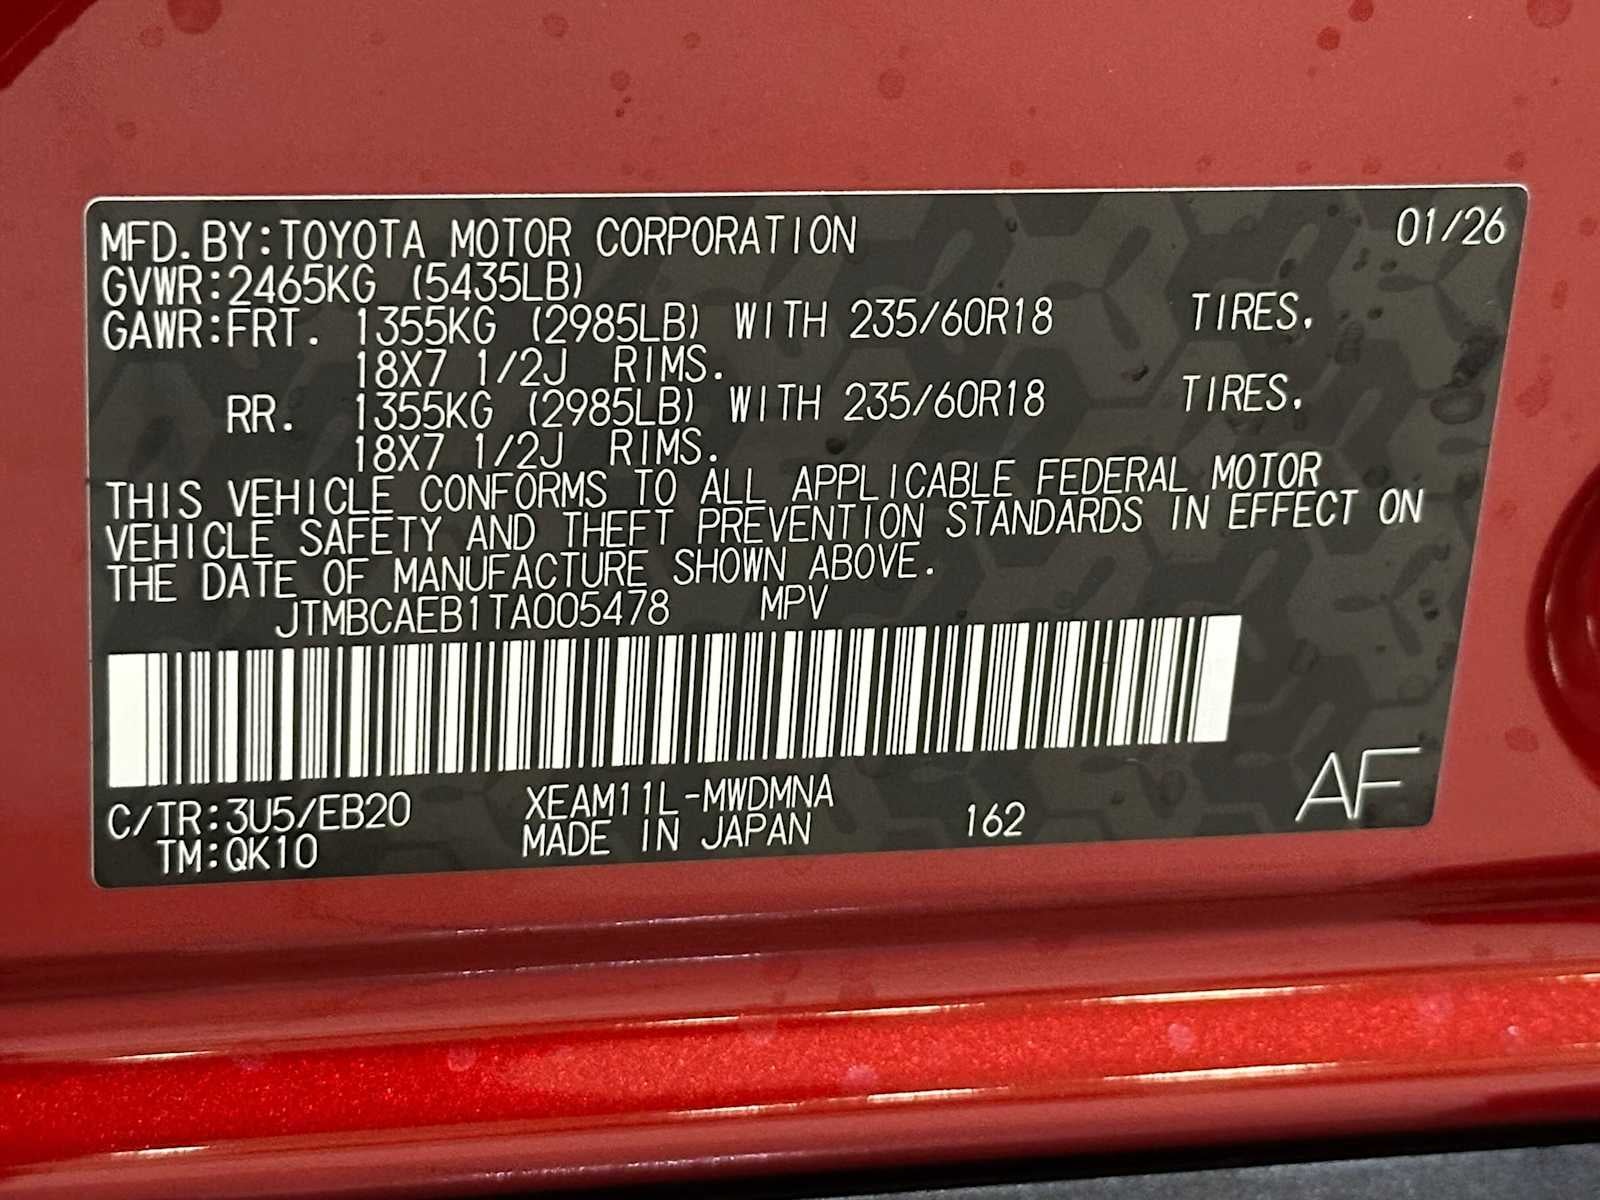 MFD.BY:TOYOTA MOTOR CORPORATION 01/26
GVWR:2465KG (5435LB)
GAWR:FRT. 1355KG (2985LB) WITH 235/60R18 TIRES,
18X7 1/2J RIMS.
RR. 1355KG (2985LB) WITH 235/60R18 TIRES,
18X7 1/2J RIMS.
THIS VEHICLE CONFORMS TO ALL APPLICABLE FEDERAL MOTOR
VEHICLE SAFETY AND THEFT PREVENTION STANDARDS IN EFFECT ON
THE DATE OF MANUFACTURE SHOWN ABOVE.
JTMBCAEB1TA005478 MPV
C/TR:3U5/EB20 XEAM11L-MWDMNA
TM:QK10 MADE IN JAPAN 162 AF